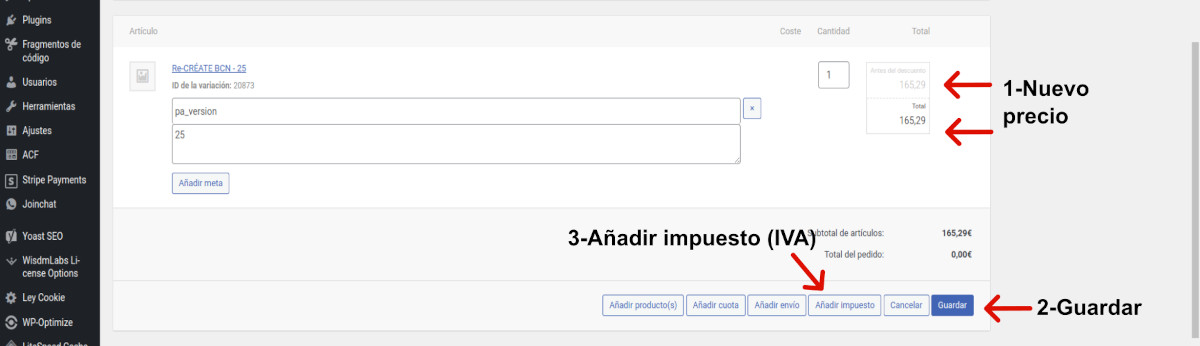 Plugins
Fragmentos de
código
Usuarios
Herramientas
Ajustes
ACF
Stripe Payments
Joinchat
Yoast SEO
WisdmLabs Li-
cense Options
Ley Cookie
WP-Optimize
Artículo
Coste
Cantidad
Total
Re-CRÉATE BCN - 25
ID de la variación: 20873
1
Antes del descuento
165,29
Total
165,29
1-Nuevo
precio
pa_version
×
25
Añadir meta
3-Añadir impuesto (IVA)
Subtotal de artículos:
165,29€
Total del pedido:
0,00€
Añadir producto(s)
Añadir cuota
Añadir envío
Añadir impuesto
Cancelar
Guardar
2-Guardar